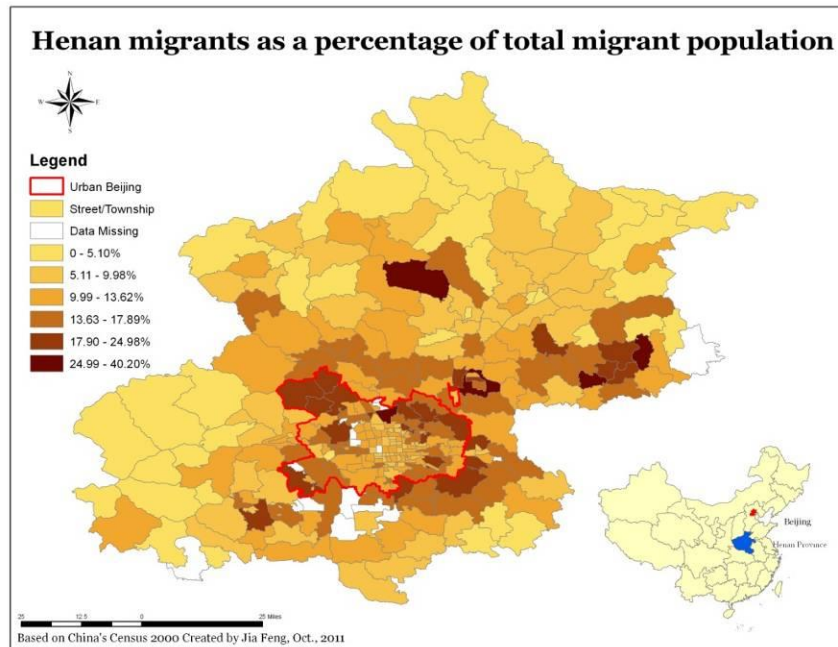 Henan migrants as a percentage of total migrant population
N
W E
S
Legend
Urban Beijing
Street/Township
Data Missing
0 - 5.10%
5.11 - 9.98%
9.99 - 13.62%
13.63 - 17.89%
17.90 - 24.98%
24.99 - 40.20%
Beijing
Henan Province
25 12.5 0 25 Miles
Based on China's Census 2000 Created by Jia Feng, Oct., 2011